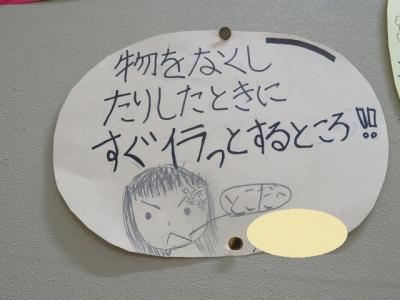 物をなくし
たりしたときに
すぐイラっとするところ!!
どこだっ